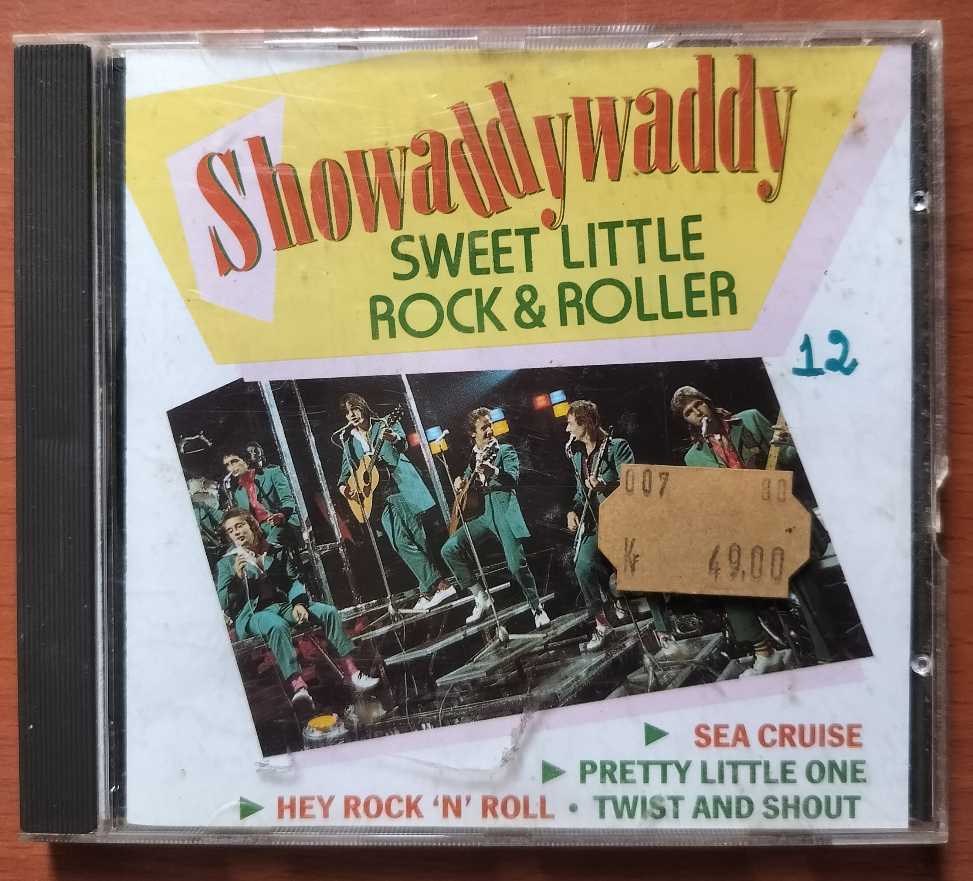 Showaddywaddy
SWEET LITTLE
ROCK & ROLLER
12
007 80
Kr 49,00
SEA CRUISE
PRETTY LITTLE ONE
HEY ROCK 'N' ROLL • TWIST AND SHOUT